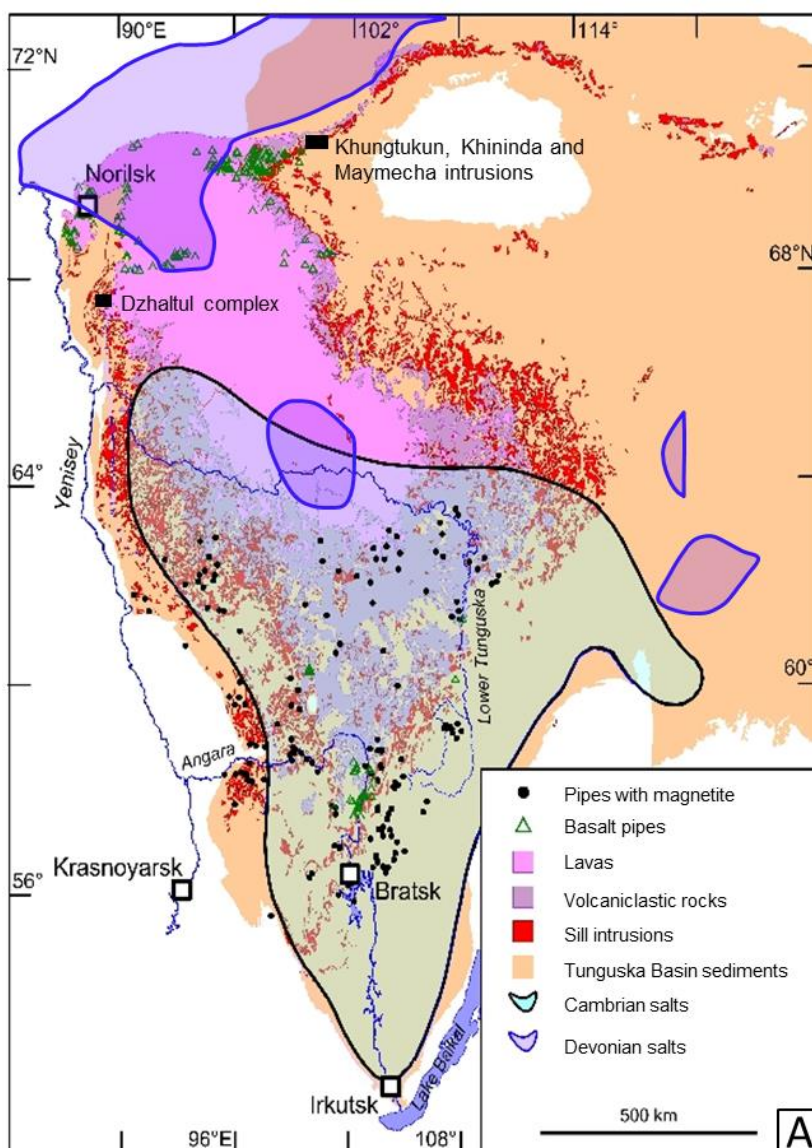 90°E 102° 114°
72°N
Khungtukun, Khininda and
Maymecha intrusions
Norilsk
68°N
Dzhaltul complex
Yenisey
64°
Lower Tunguska
60°
Angara
Krasnoyarsk
56°
Bratsk
Irkutsk
Lake Baikal
96°E 108°
Pipes with magnetite
Basalt pipes
Lavas
Volcaniclastic rocks
Sill intrusions
Tunguska Basin sediments
Cambrian salts
Devonian salts
500 km
A